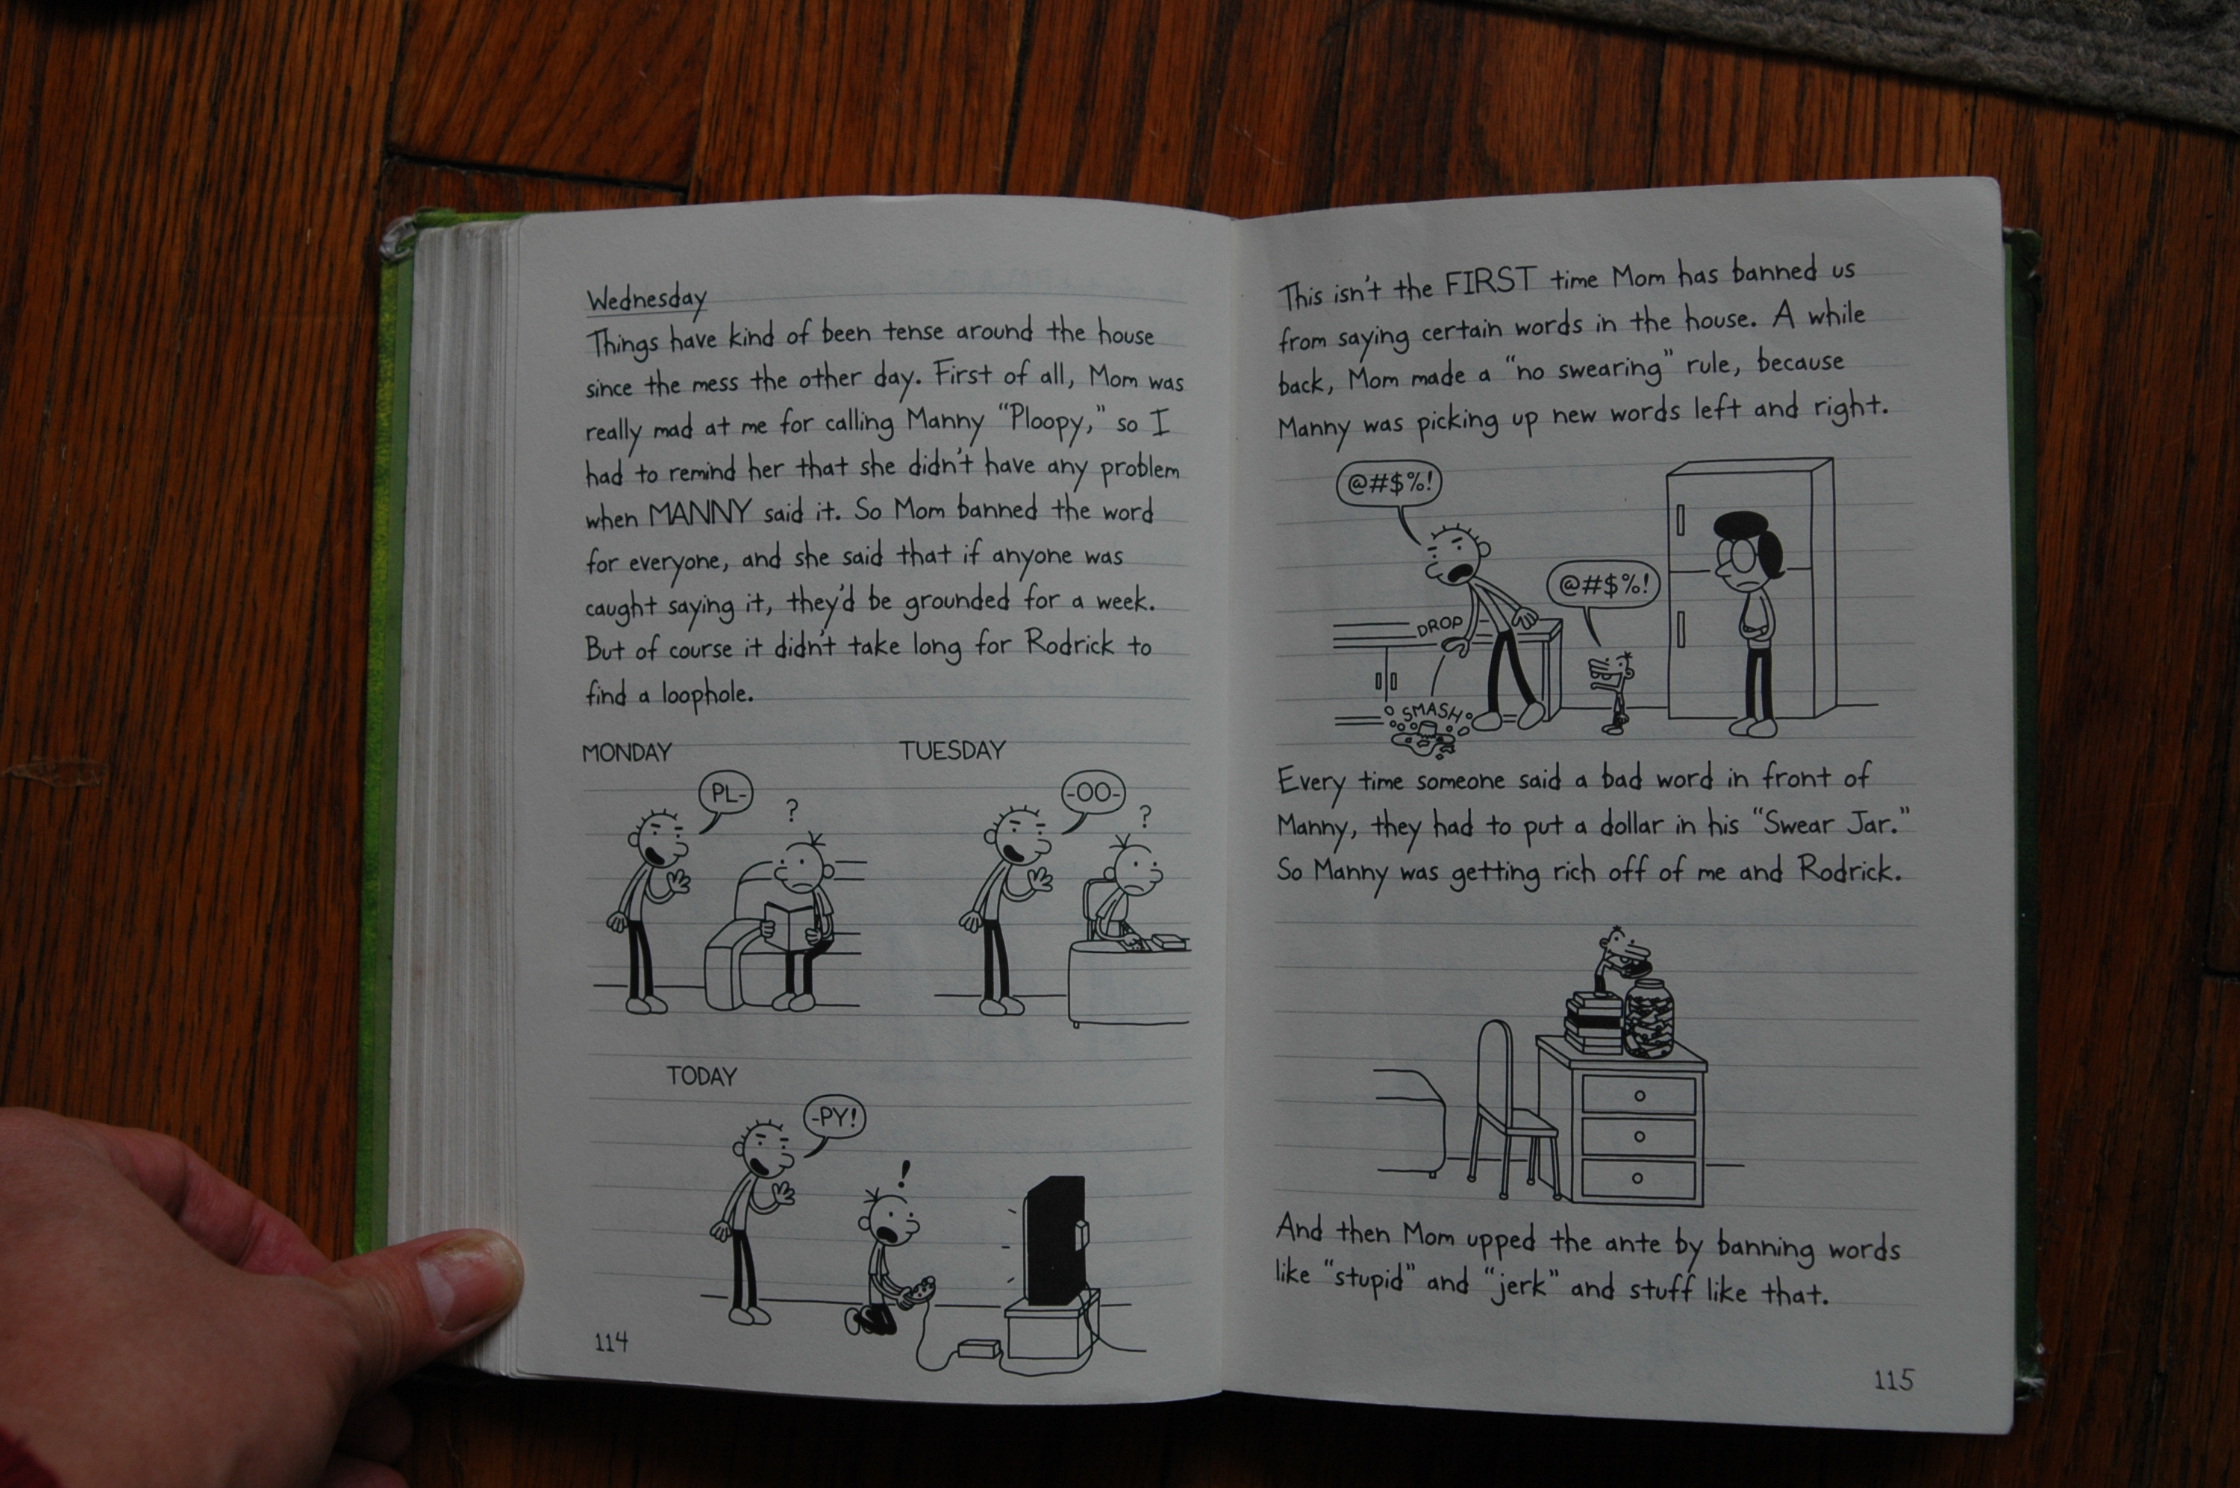 Wednesday
Things have kind of been tense around the house
since the mess the other day. First of all, Mom was
really mad at me for calling Manny "Ploopy," so I
had to remind her that she didn't have any problem
when MANNY said it. So Mom banned the word
for everyone, and she said that if anyone was
caught saying it, they'd be grounded for a week.
But of course it didn't take long for Rodrick to
find a loophole.
MONDAY
PL-
?
TUESDAY
-OO-
?
TODAY
-PY!
!
114
This isn't the FIRST time Mom has banned us
from saying certain words in the house. A while
back, Mom made a "no swearing" rule, because
Manny was picking up new words left and right.
@#$%!
@#$%!
DROP
SMASH
Every time someone said a bad word in front of
Manny, they had to put a dollar in his "Swear Jar."
So Manny was getting rich off of me and Rodrick.
And then Mom upped the ante by banning words
like "stupid" and "jerk" and stuff like that.
115